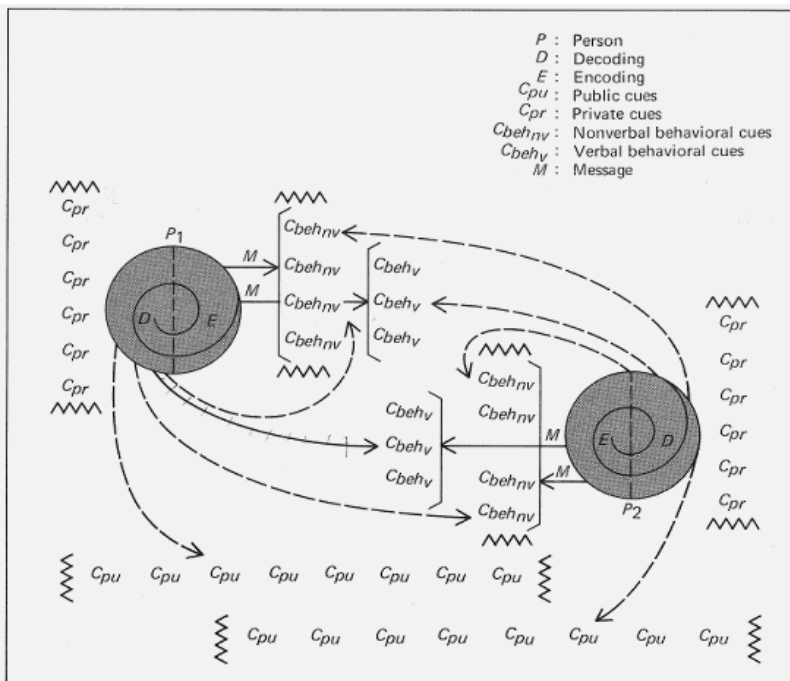 P : Person
D : Decoding
E : Encoding
Cpu : Public cues
Cpr : Private cues
Cbehnv : Nonverbal behavioral cues
Cbehv : Verbal behavioral cues
M : Message
Cpr
Cpr
Cpr
Cpr
Cpr
Cpr
P1
D E
M
M
Cbehnv
Cbehnv
Cbehnv
Cbehnv
Cbehv
Cbehv
Cbehv
Cbehv
Cbehv
Cbehv
Cbehnv
Cbehnv
Cbehnv
Cbehnv
M
M
E D
P2
Cpr
Cpr
Cpr
Cpr
Cpr
Cpr
Cpu Cpu Cpu Cpu Cpu Cpu Cpu Cpu
Cpu Cpu Cpu Cpu Cpu Cpu Cpu Cpu